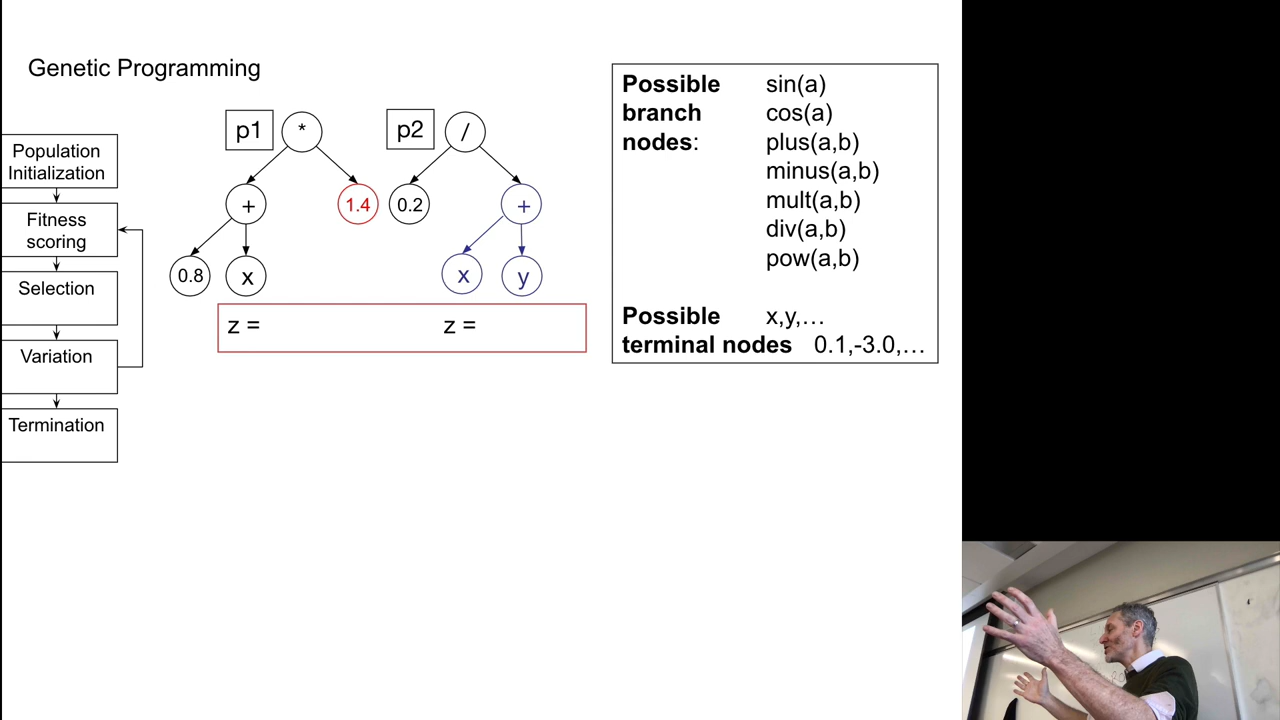 Genetic Programming
Population
Initialization
Fitness
scoring
Selection
Variation
Termination
p1
*
+
1.4
0.8
x
p2
/
0.2
+
x
y
z =
z =
Possible sin(a)
branch cos(a)
nodes: plus(a,b)
minus(a,b)
mult(a,b)
div(a,b)
pow(a,b)
Possible x,y,…
terminal nodes 0.1,-3.0,…